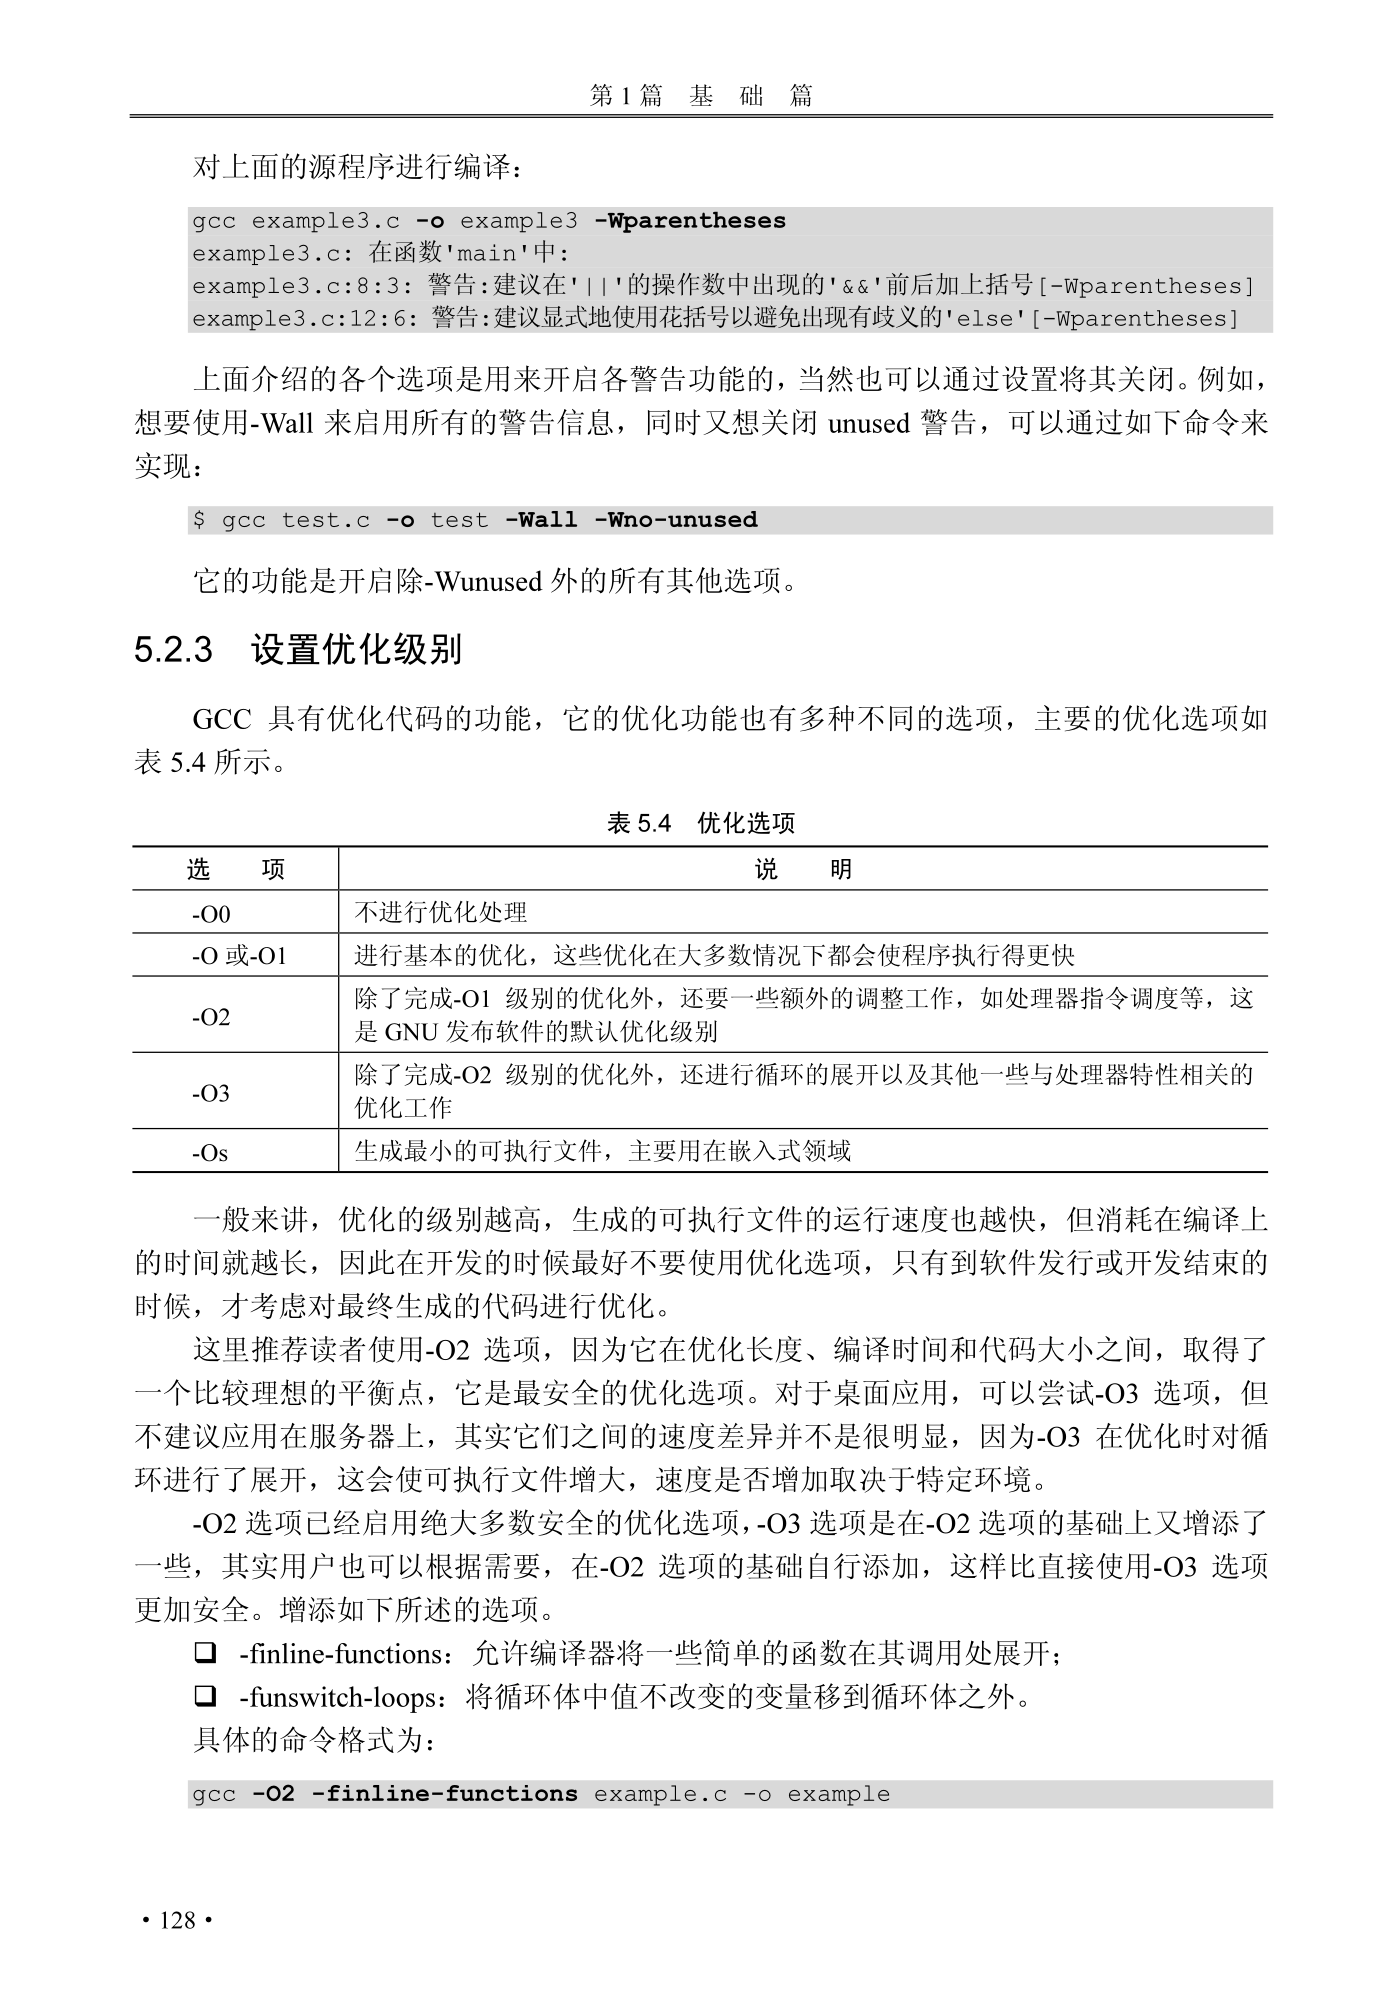 第 1 篇 基 础 篇
对上面的源程序进行编译：
gcc example3.c -o example3 -Wparentheses
example3.c: 在函数'main'中:
example3.c:8:3: 警告:建议在'||'的操作数中出现的'&&'前后加上括号[-Wparentheses]
example3.c:12:6: 警告:建议显式地使用花括号以避免出现有歧义的'else'[-Wparentheses]
上面介绍的各个选项是用来开启各警告功能的，当然也可以通过设置将其关闭。例如，
想要使用-Wall 来启用所有的警告信息，同时又想关闭 unused 警告，可以通过如下命令来
实现：
$ gcc test.c -o test -Wall -Wno-unused
它的功能是开启除-Wunused 外的所有其他选项。
5.2.3 设置优化级别
GCC 具有优化代码的功能，它的优化功能也有多种不同的选项，主要的优化选项如
表 5.4 所示。
表 5.4 优化选项
选 项 说 明
-O0 不进行优化处理
-O 或-O1 进行基本的优化，这些优化在大多数情况下都会使程序执行得更快
-O2 除了完成-O1 级别的优化外，还要一些额外的调整工作，如处理器指令调度等，这
是 GNU 发布软件的默认优化级别
-O3 除了完成-O2 级别的优化外，还进行循环的展开以及其他一些与处理器特性相关的
优化工作
-Os 生成最小的可执行文件，主要用在嵌入式领域
一般来讲，优化的级别越高，生成的可执行文件的运行速度也越快，但消耗在编译上
的时间就越长，因此在开发的时候最好不要使用优化选项，只有到软件发行或开发结束的
时候，才考虑对最终生成的代码进行优化。
这里推荐读者使用-O2 选项，因为它在优化长度、编译时间和代码大小之间，取得了
一个比较理想的平衡点，它是最安全的优化选项。对于桌面应用，可以尝试-O3 选项，但
不建议应用在服务器上，其实它们之间的速度差异并不是很明显，因为-O3 在优化时对循
环进行了展开，这会使可执行文件增大，速度是否增加取决于特定环境。
-O2 选项已经启用绝大多数安全的优化选项，-O3 选项是在-O2 选项的基础上又增添了
一些，其实用户也可以根据需要，在-O2 选项的基础自行添加，这样比直接使用-O3 选项
更加安全。增添如下所述的选项。
❑ -finline-functions：允许编译器将一些简单的函数在其调用处展开；
❑ -funswitch-loops：将循环体中值不改变的变量移到循环体之外。
具体的命令格式为：
gcc -O2 -finline-functions example.c -o example
· 128 ·